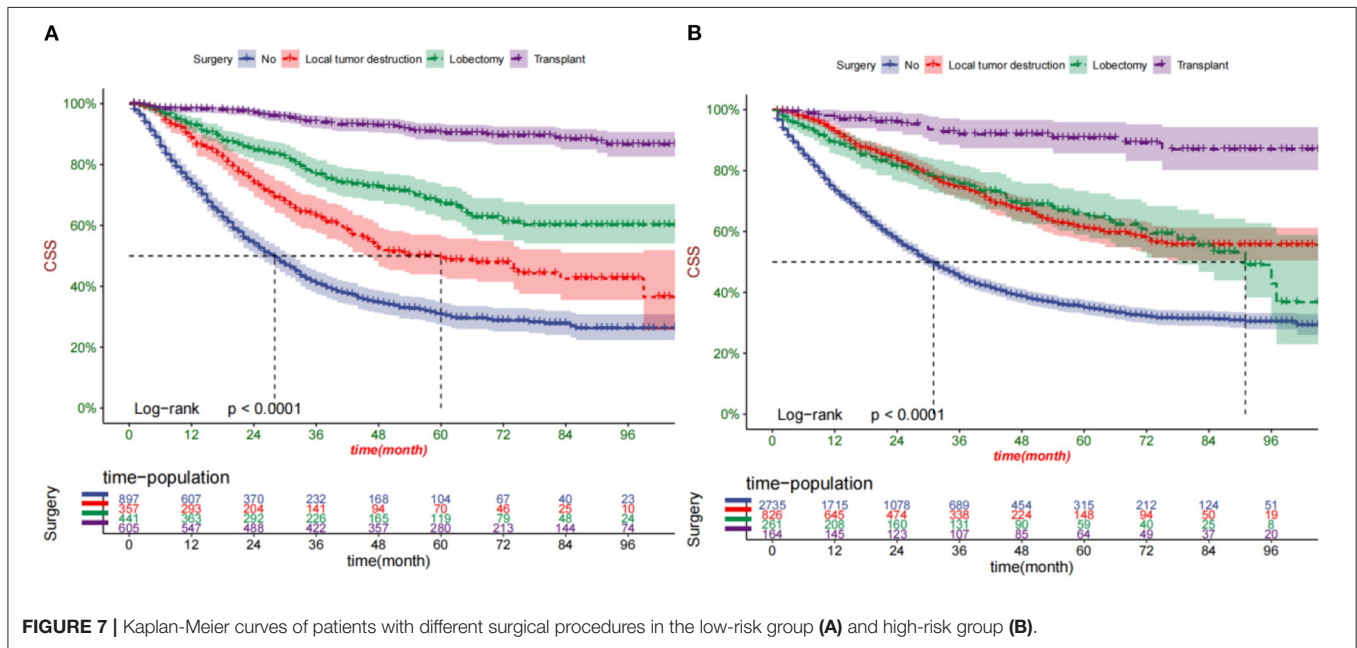 A
Surgery No Local tumor destruction Lobectomy Transplant
100%
80%
60%
40%
20%
0%
CSS
Log-rank p < 0.0001
0 12 24 36 48 60 72 84 96
time(month)
time-population
Surgery
897 607 370 232 168 104 67 40 23
357 293 204 141 94 70 46 25 10
441 363 292 226 165 119 79 48 24
605 547 488 422 357 280 213 144 74
0 12 24 36 48 60 72 84 96
time(month)
B
Surgery No Local tumor destruction Lobectomy Transplant
100%
80%
60%
40%
20%
0%
CSS
Log-rank p < 0.0001
0 12 24 36 48 60 72 84 96
time(month)
time-population
Surgery
2735 1715 1078 689 454 315 212 124 51
826 645 474 338 224 148 94 50 19
261 208 160 131 90 59 40 25 8
164 145 123 107 85 64 49 37 20
0 12 24 36 48 60 72 84 96
time(month)
FIGURE 7 | Kaplan-Meier curves of patients with different surgical procedures in the low-risk group (A) and high-risk group (B).